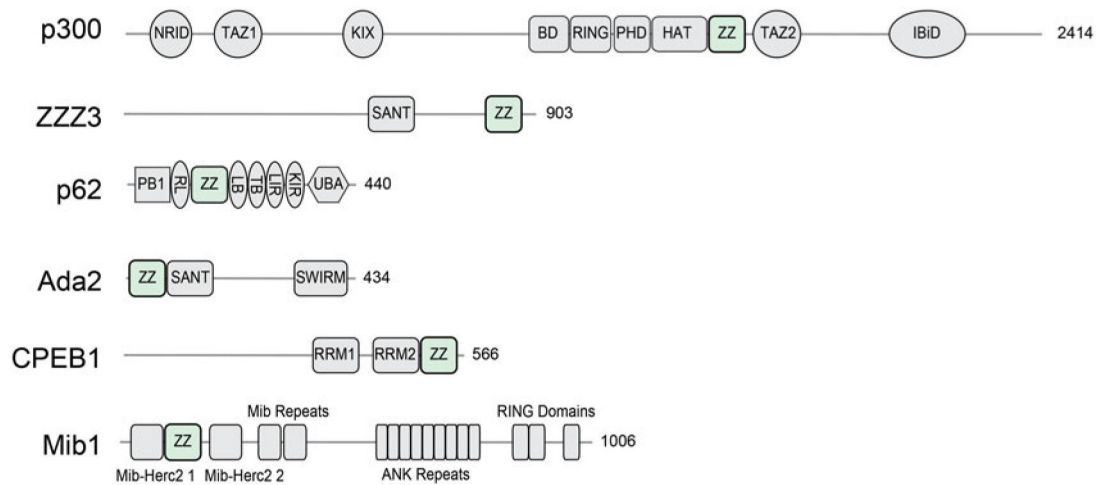 p300 NRID TAZ1 KIX BD RING PHD HAT ZZ TAZ2 IBiD 2414
ZZZ3 SANT ZZ 903
p62 PB1 RL ZZ LB TB LIR KIR UBA 440
Ada2 ZZ SANT SWIRM 434
CPEB1 RRM1 RRM2 ZZ 566
Mib Repeats RING Domains
Mib1 ZZ 1006
Mib-Herc2 1 Mib-Herc2 2 ANK Repeats